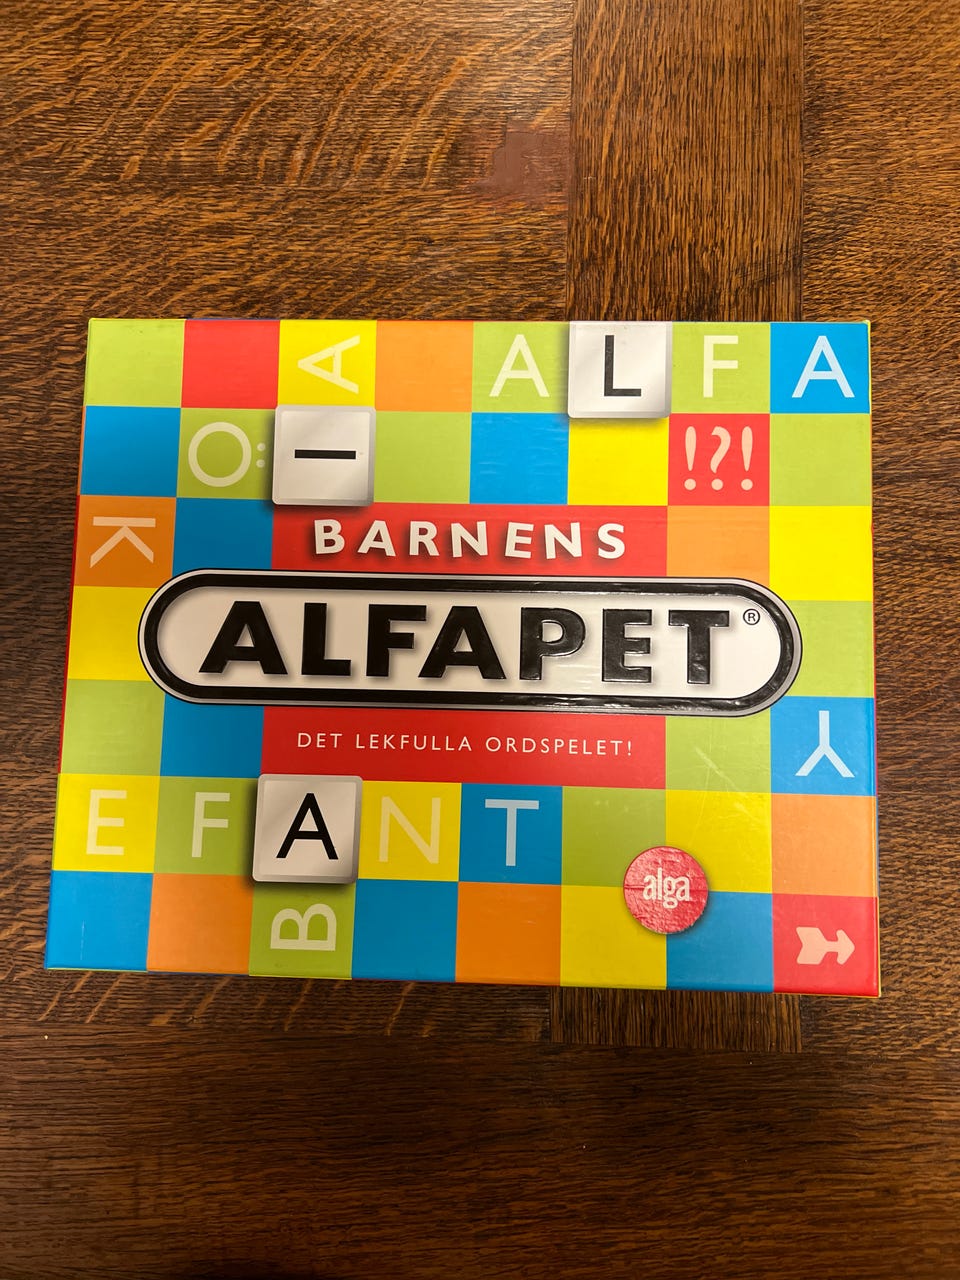 A A L F A
Ö I !?!
K
BARNENS
ALFAPET®
DET LEKFULLA ORDSPELET!
Y
E F A N T
alga
B